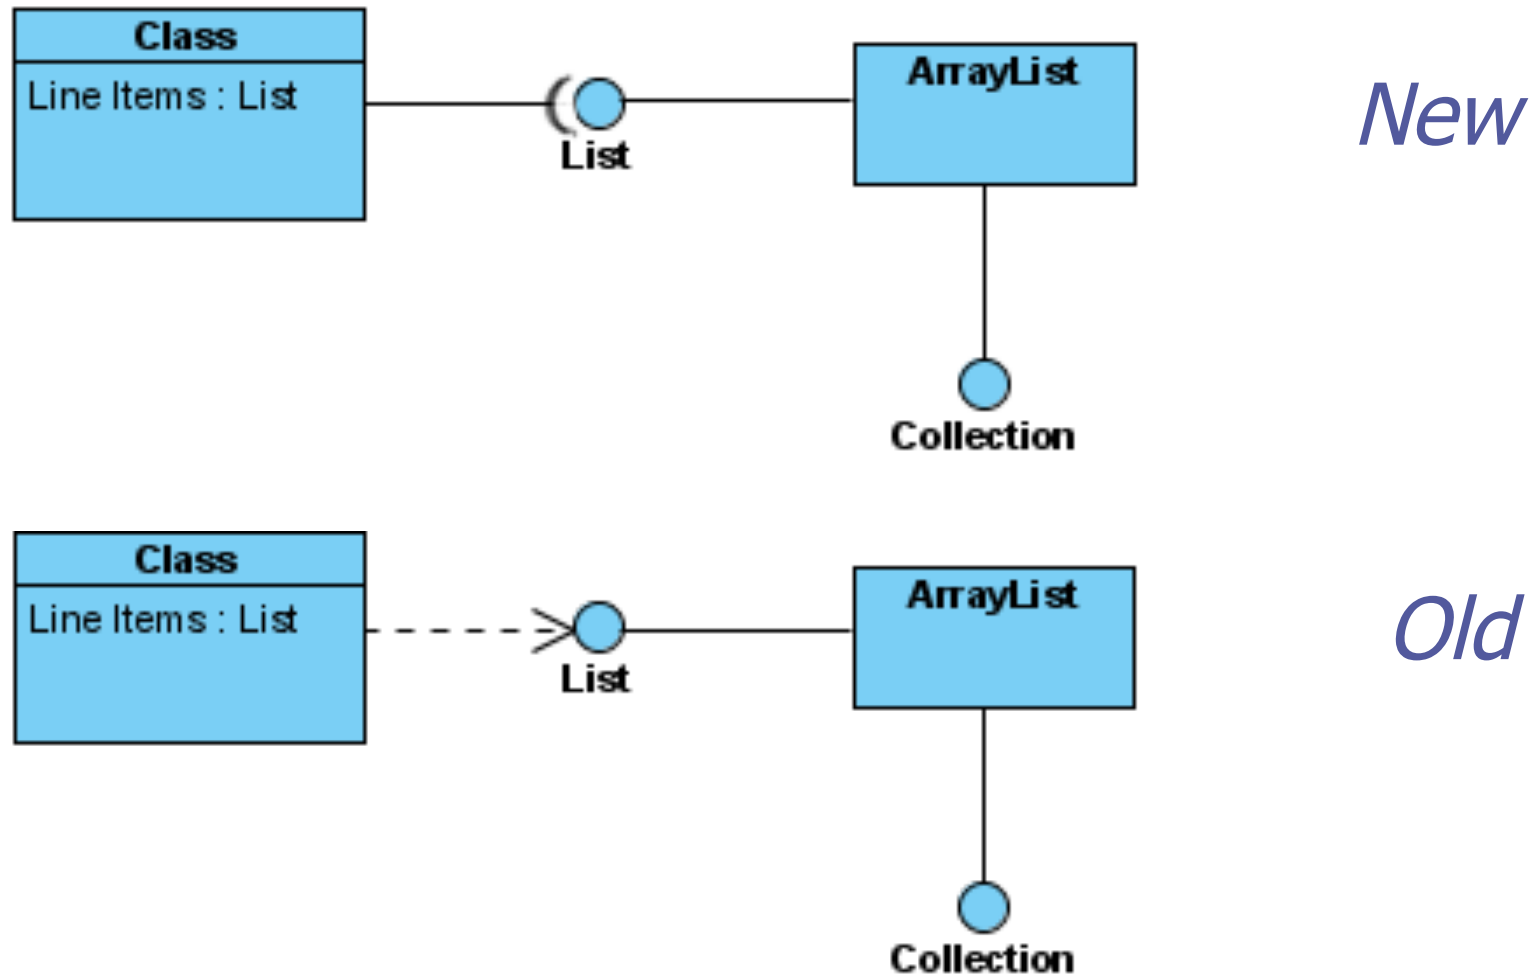 Class
Line Items : List
List
ArrayList
New
Collection
Class
Line Items : List
List
ArrayList
Old
Collection